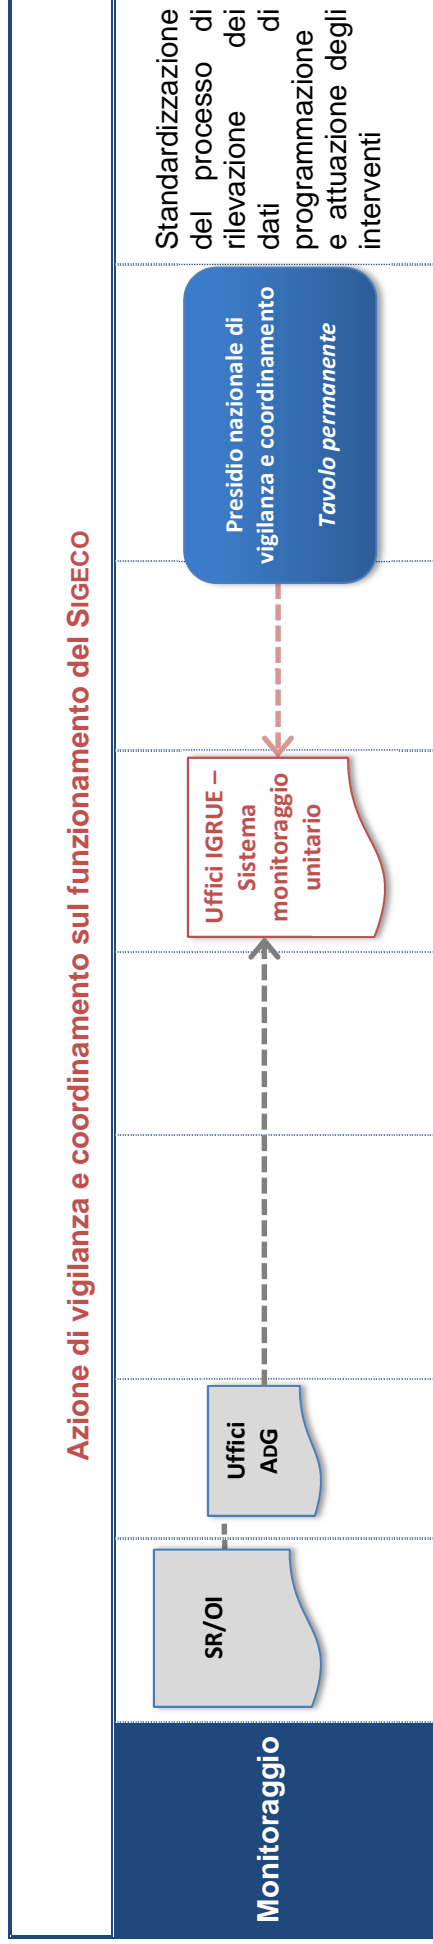 Azione di vigilanza e coordinamento sul funzionamento del SIGECO
Monitoraggio
SR/OI
Uffici
ADG
Uffici IGRUE –
Sistema
monitoraggio
unitario
Presidio nazionale di
vigilanza e coordinamento
Tavolo permanente
Standardizzazione
del processo di
rilevazione dei
dati di
programmazione
e attuazione degli
interventi